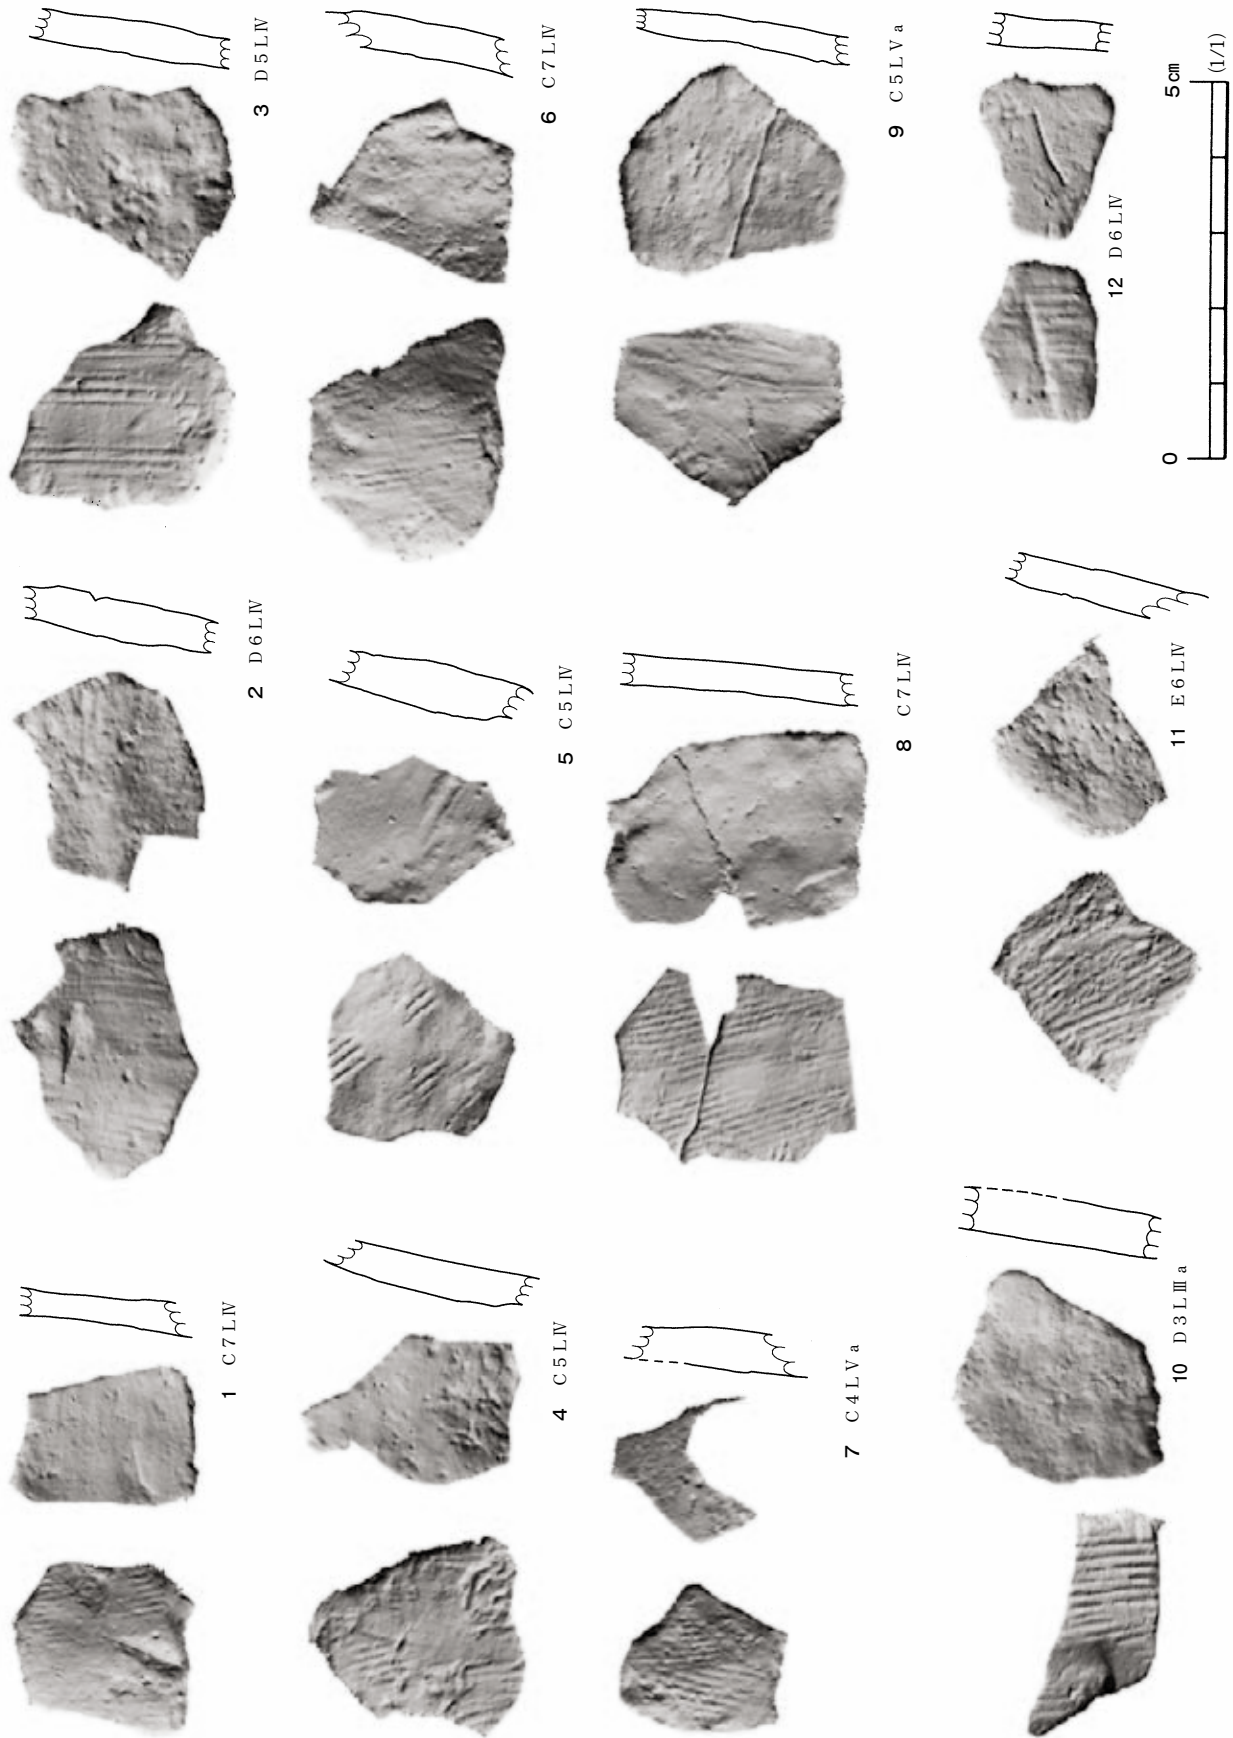 1 C7LⅣ
2 D6LⅣ
3 D5LⅣ
4 C5LⅣ
5 C5LⅣ
6 C7LⅣ
7 C4LⅤa
8 C7LⅣ
9 C5LⅤa
10 D3LⅢa
11 E6LⅣ
12 D6LⅣ
0 5cm
(1/1)